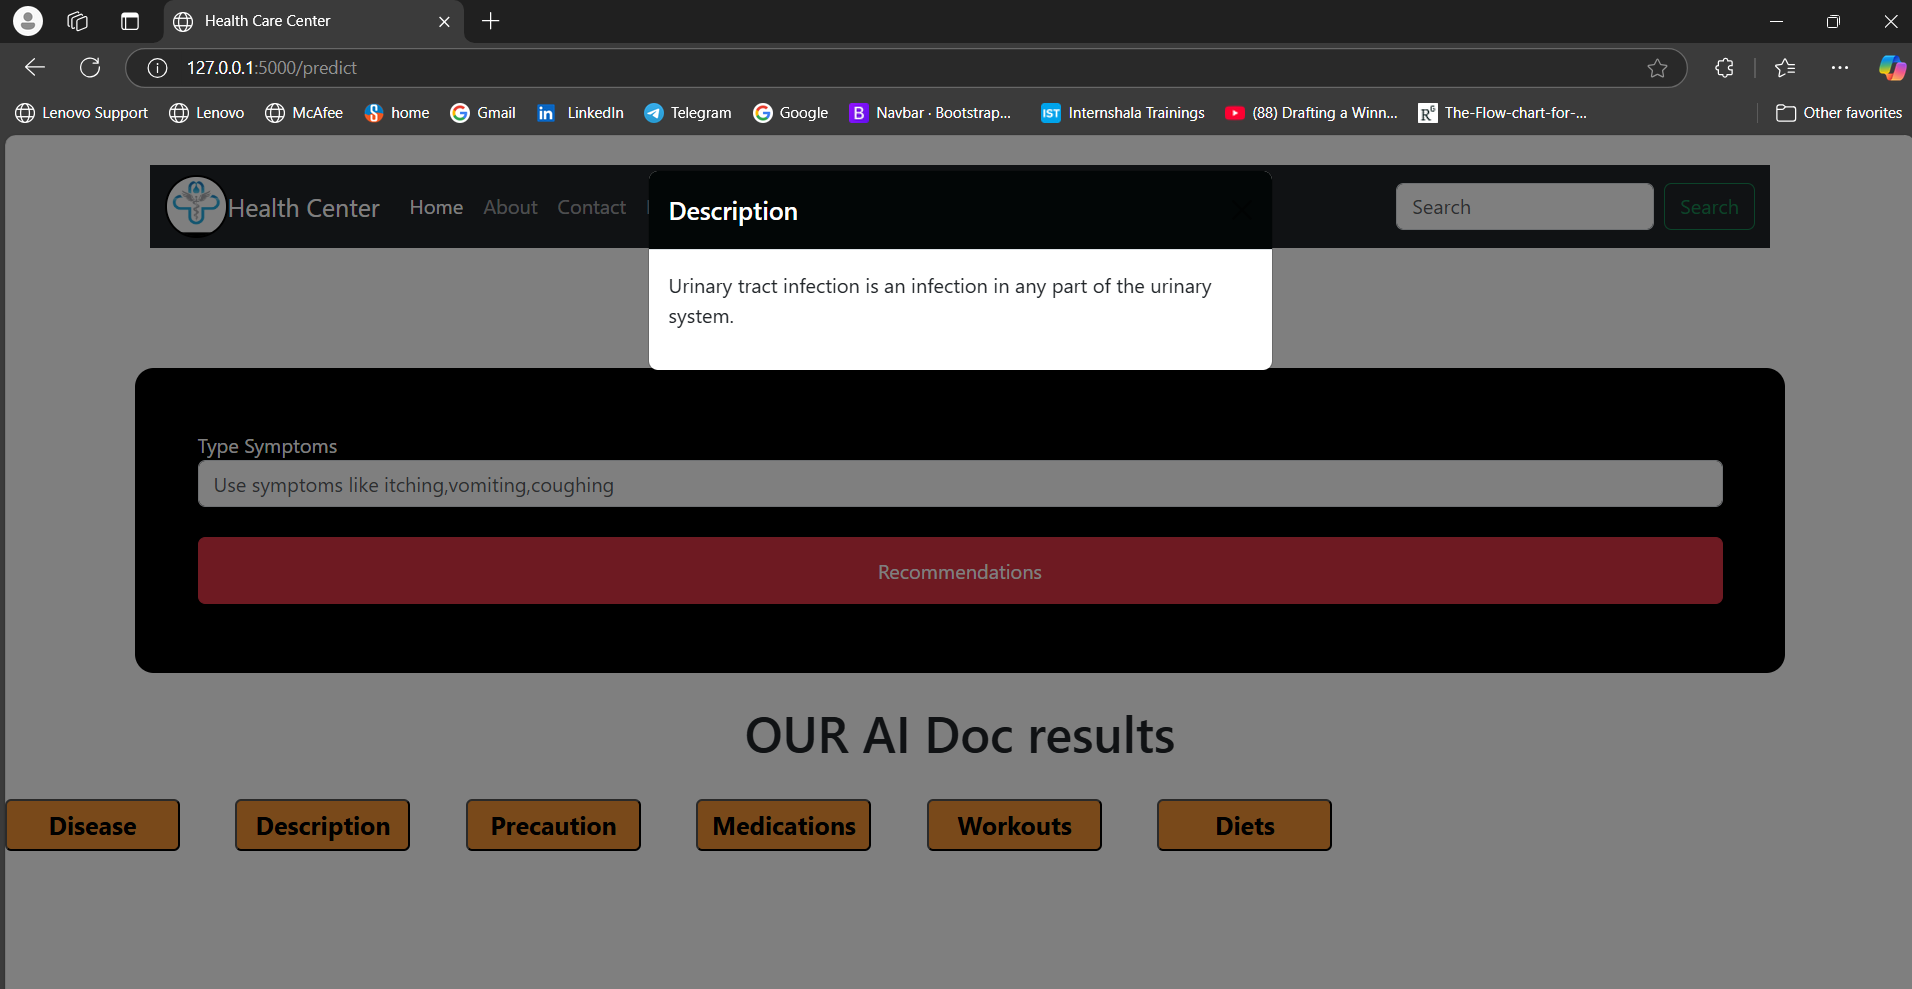 Health Care Center
127.0.0.1:5000/predict
Lenovo Support Lenovo McAfee home Gmail LinkedIn Telegram Google Navbar · Bootstrap... Internshala Trainings (88) Drafting a Winn... The-Flow-chart-for-... Other favorites
Health Center Home About Contact Search Search
Description
Urinary tract infection is an infection in any part of the urinary
system.
Type Symptoms
Use symptoms like itching,vomiting,coughing
Recommendations
OUR AI Doc results
Disease Description Precaution Medications Workouts Diets